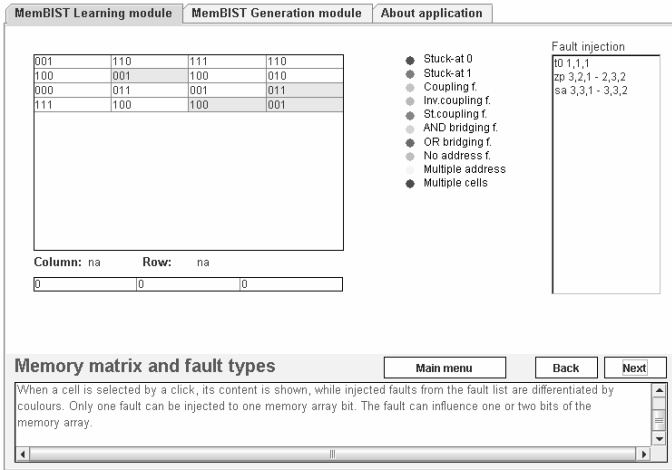 MemBIST Learning module MemBIST Generation module About application
001 110 111 110
100 001 100 010
000 011 001 011
111 100 100 001
Column: na Row: na
0 0 0
Stuck-at 0
Stuck-at 1
Coupling f.
Inv.coupling f.
St.coupling f.
AND bridging f.
OR bridging f.
No address f.
Multiple address
Multiple cells
Fault injection
t0 1,1,1
zp 3,2,1 - 2,3,2
sa 3,3,1 - 3,3,2
Memory matrix and fault types Main menu Back Next
When a cell is selected by a click, its content is shown, while injected faults from the fault list are differentiated by
coulours. Only one fault can be injected to one memory array bit. The fault can influence one or two bits of the
memory array.